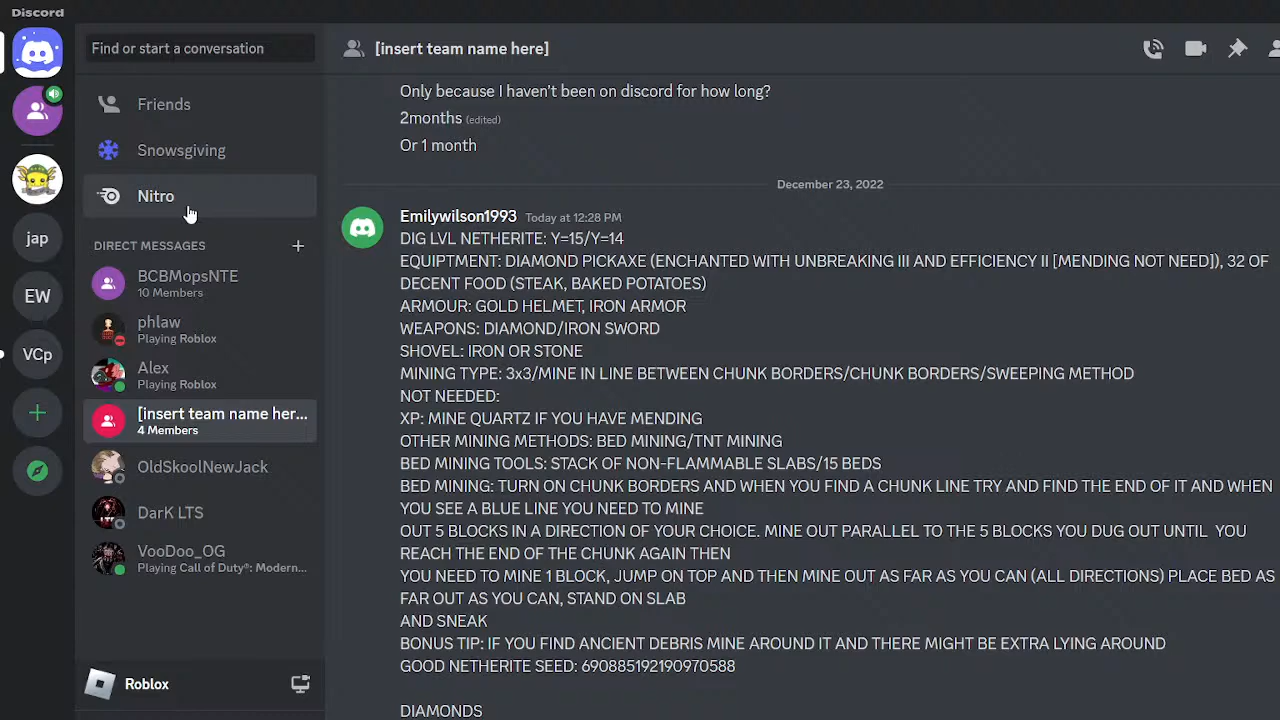 Discord
Find or start a conversation
[insert team name here]
Friends
Snowsgiving
Nitro
DIRECT MESSAGES
BCBMopsNTE
10 Members
phlaw
Playing Roblox
Alex
Playing Roblox
[insert team name her...
4 Members
OldSkoolNewJack
DarK LTS
VooDoo_OG
Playing Call of Duty®: Modern...
Roblox
jap
EW
VCp
Only because I haven't been on discord for how long?
2months (edited)
Or 1 month
December 23, 2022
Emilywilson1993 Today at 12:28 PM
DIG LVL NETHERITE: Y=15/Y=14
EQUIPTMENT: DIAMOND PICKAXE (ENCHANTED WITH UNBREAKING III AND EFFICIENCY II [MENDING NOT NEED]), 32 OF
DECENT FOOD (STEAK, BAKED POTATOES)
ARMOUR: GOLD HELMET, IRON ARMOR
WEAPONS: DIAMOND/IRON SWORD
SHOVEL: IRON OR STONE
MINING TYPE: 3x3/MINE IN LINE BETWEEN CHUNK BORDERS/CHUNK BORDERS/SWEEPING METHOD
NOT NEEDED:
XP: MINE QUARTZ IF YOU HAVE MENDING
OTHER MINING METHODS: BED MINING/TNT MINING
BED MINING TOOLS: STACK OF NON-FLAMMABLE SLABS/15 BEDS
BED MINING: TURN ON CHUNK BORDERS AND WHEN YOU FIND A CHUNK LINE TRY AND FIND THE END OF IT AND WHEN
YOU SEE A BLUE LINE YOU NEED TO MINE
OUT 5 BLOCKS IN A DIRECTION OF YOUR CHOICE. MINE OUT PARALLEL TO THE 5 BLOCKS YOU DUG OUT UNTIL YOU
REACH THE END OF THE CHUNK AGAIN THEN
YOU NEED TO MINE 1 BLOCK, JUMP ON TOP AND THEN MINE OUT AS FAR AS YOU CAN (ALL DIRECTIONS) PLACE BED AS
FAR OUT AS YOU CAN, STAND ON SLAB
AND SNEAK
BONUS TIP: IF YOU FIND ANCIENT DEBRIS MINE AROUND IT AND THERE MIGHT BE EXTRA LYING AROUND
GOOD NETHERITE SEED: 690885192190970588
DIAMONDS